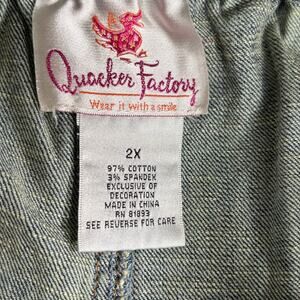 Quacker Factory
Wear it with a smile
2X
97% COTTON
3% SPANDEX
EXCLUSIVE OF
DECORATION
MADE IN CHINA
RN 81893
SEE REVERSE FOR CARE